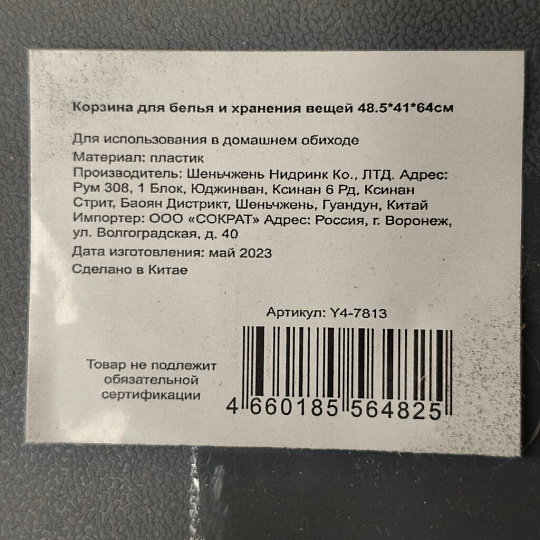 Корзина для белья и хранения вещей 48.5*41*64см
Для использования в домашнем обиходе
Материал: пластик
Производитель: Шеньчжень Нидринк Ко., ЛТД. Адрес:
Рум 308, 1 Блок, Юджинван, Ксинан 6 Рд, Ксинан
Стрит, Баоян Дистрикт, Шеньчжень, Гуандун, Китай
Импортер: ООО «СОКРАТ» Адрес: Россия, г. Воронеж,
ул. Волгоградская, д. 40
Дата изготовления: май 2023
Сделано в Китае
Артикул: Y4-7813
Товар не подлежит
обязательной
сертификации
4 660185 564825